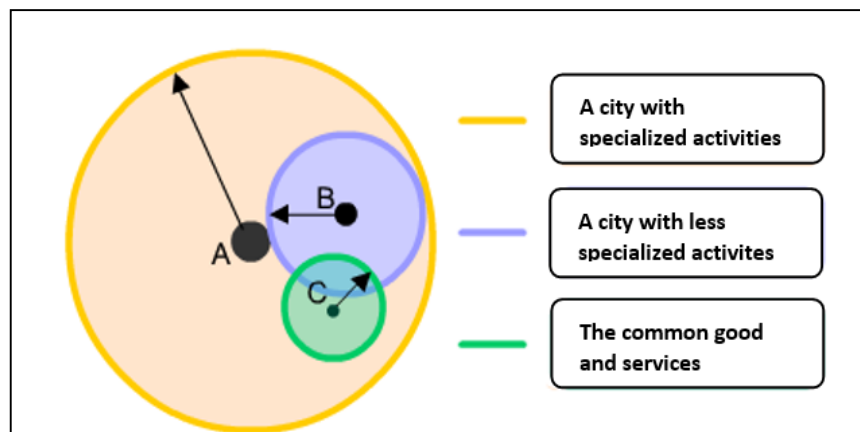 A city with
specialized activities
B
A
A city with less
specialized activites
C
The common good
and services